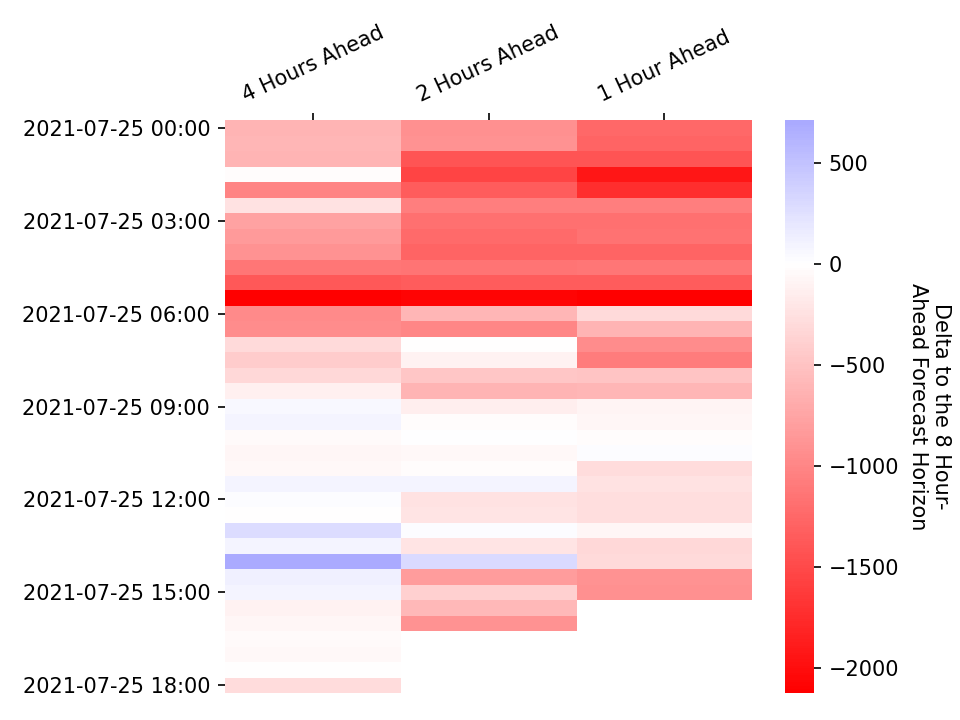 4 Hours Ahead
2 Hours Ahead
1 Hour Ahead
2021-07-25 00:00
2021-07-25 03:00
2021-07-25 06:00
2021-07-25 09:00
2021-07-25 12:00
2021-07-25 15:00
2021-07-25 18:00
500
0
−500
−1000
−1500
−2000
Delta to the 8 Hour-
Ahead Forecast Horizon